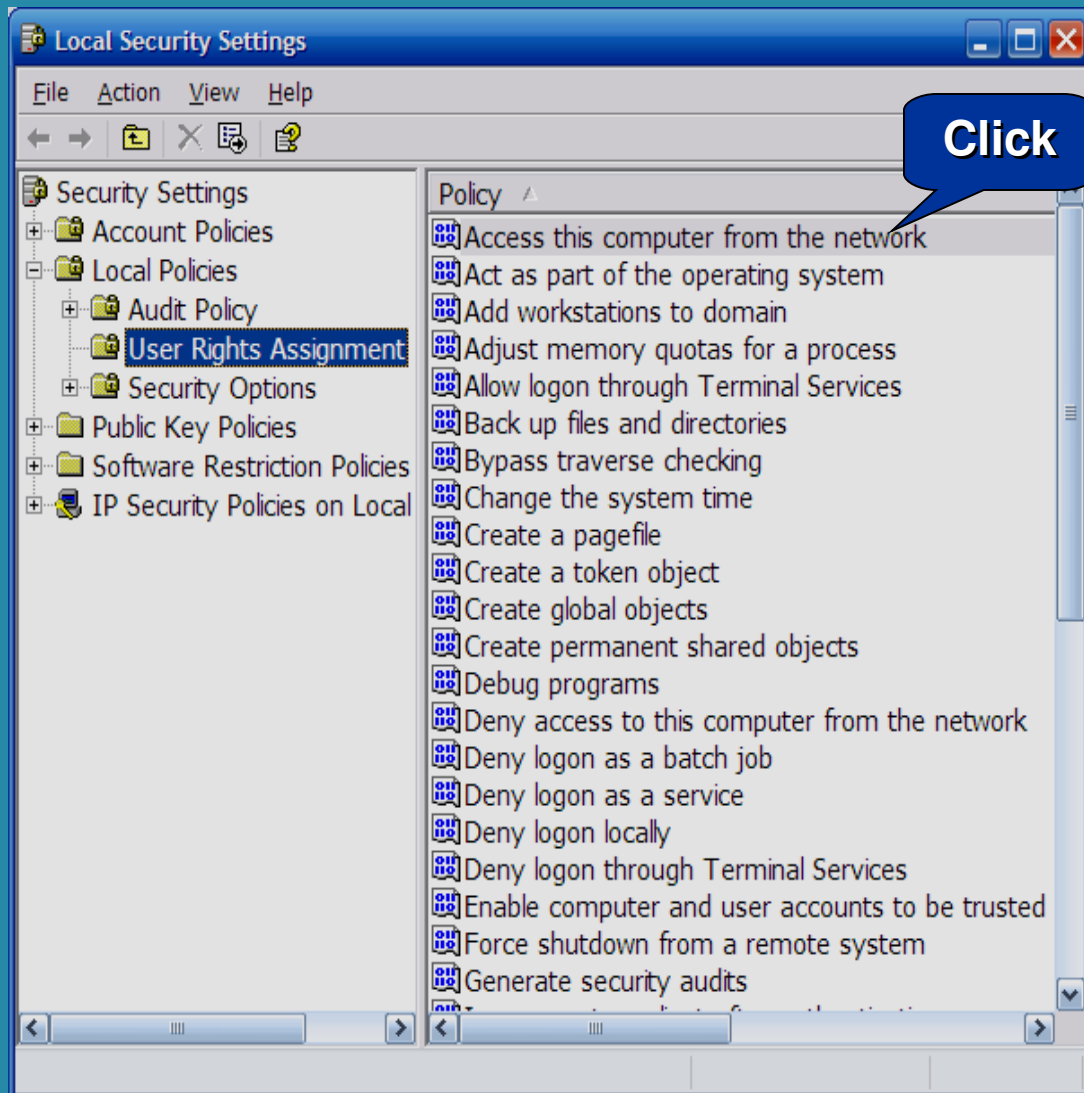 Local Security Settings
File Action View Help
Click
Security Settings
Account Policies
Local Policies
Audit Policy
User Rights Assignment
Security Options
Public Key Policies
Software Restriction Policies
IP Security Policies on Local
Policy
Access this computer from the network
Act as part of the operating system
Add workstations to domain
Adjust memory quotas for a process
Allow logon through Terminal Services
Back up files and directories
Bypass traverse checking
Change the system time
Create a pagefile
Create a token object
Create global objects
Create permanent shared objects
Debug programs
Deny access to this computer from the network
Deny logon as a batch job
Deny logon as a service
Deny logon locally
Deny logon through Terminal Services
Enable computer and user accounts to be trusted
Force shutdown from a remote system
Generate security audits